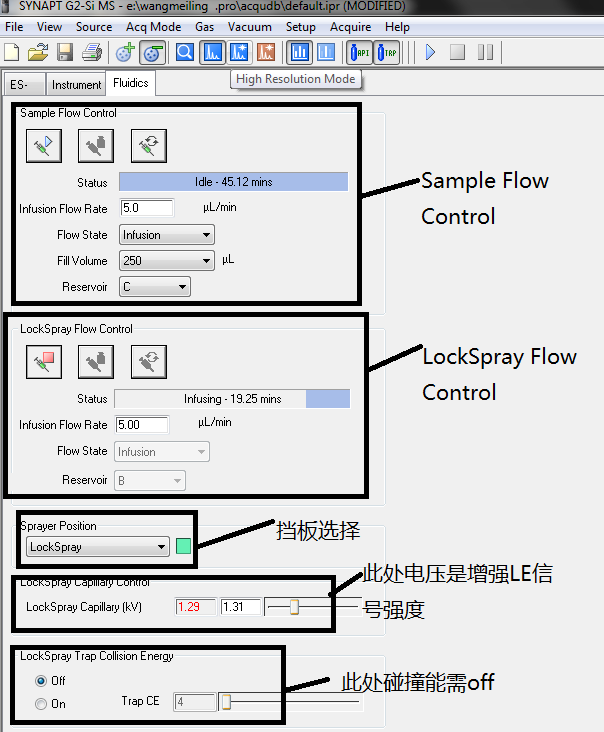 SYNAPT G2-Si MS - e:\wangmeiling .pro\acqudb\default.ipr (MODIFIED)
File Source Acq Mode Gas Vacuum Setup Acquire Help
API TRP
High Resolution Mode
ES- Instrument Fluidics
Sample Flow Control
Status Idle - 45.12 mins
Infusion Flow Rate 5.0 µL/min
Flow State Infusion
Fill Volume 250 µL
Reservoir C
Sample Flow
Control
LockSpray Flow Control
Status Infusing - 19.25 mins
Infusion Flow Rate 5.00 µL/min
Flow State Infusion
Reservoir B
LockSpray Flow
Control
Sprayer Position
LockSpray
挡板选择
LockSpray Capillary Control
LockSpray Capillary (kV) 1.29 1.31
此处电压是增强LE信
号强度
LockSpray Trap Collision Energy
Off
On Trap CE 4
此处碰撞能需off